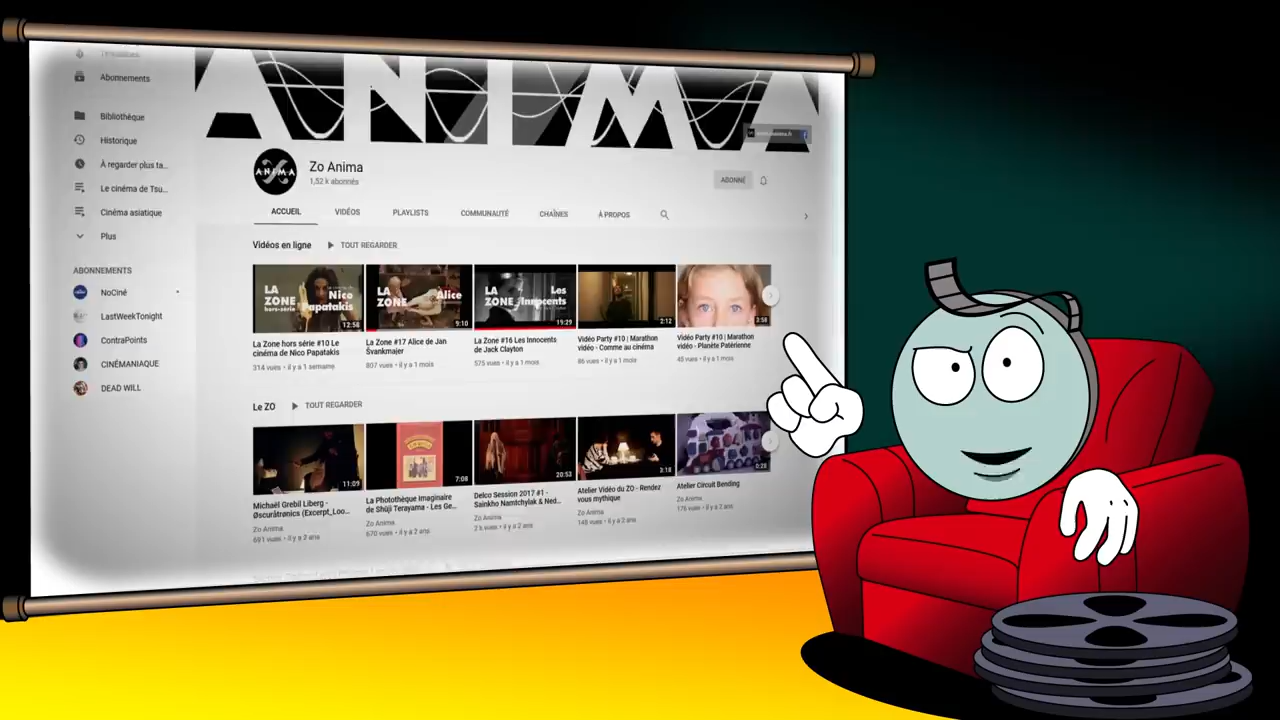 ANIMA
Abonnements
Bibliothèque
Historique
À regarder plus ta...
Le cinéma de Tsu...
Cinéma asiatique
Plus
ABONNEMENTS
NoCiné
LastWeekTonight
ContraPoints
CINÉMANIAQUE
DEAD WILL
ANIMA
Zo Anima
1,52 k abonnés
ABONNÉ
ACCUEIL
VIDÉOS
PLAYLISTS
COMMUNAUTÉ
CHAÎNES
À PROPOS
Vidéos en ligne
TOUT REGARDER
LA ZONE
hors-série
Nico
Papatakis
12:58
LA
ZONE
Alice
9:10
LA
ZONE
Les
Innocents
19:29
2:12
3:58
La Zone hors série #10 Le
cinéma de Nico Papatakis
314 vues • il y a 1 semaine
La Zone #17 Alice de Jan
Švankmajer
807 vues • il y a 1 mois
La Zone #16 Les Innocents
de Jack Clayton
575 vues • il y a 1 mois
Vidéo Party #10 | Marathon
vidéo - Comme au cinéma
86 vues • il y a 1 mois
Vidéo Party #10 | Marathon
vidéo - Planète Patérienne
45 vues • il y a 1 mois
Le ZO
TOUT REGARDER
11:09
7:08
20:53
3:18
0:28
Michaël Grebil Liberg -
Øscurātronics (Excerpt_Loo...
Zo Anima
691 vues • il y a 2 ans
La Photothèque Imaginaire
de Shūji Terayama - Les Ge...
Zo Anima
670 vues • il y a 2 ans
Delco Session 2017 #1 -
Sainkho Namtchylak & Ned...
Zo Anima
2 k vues • il y a 2 ans
Atelier Vidéo du ZO - Rendez
vous mythique
Zo Anima
148 vues • il y a 2 ans
Atelier Circuit Bending
Zo Anima
176 vues • il y a 2 ans